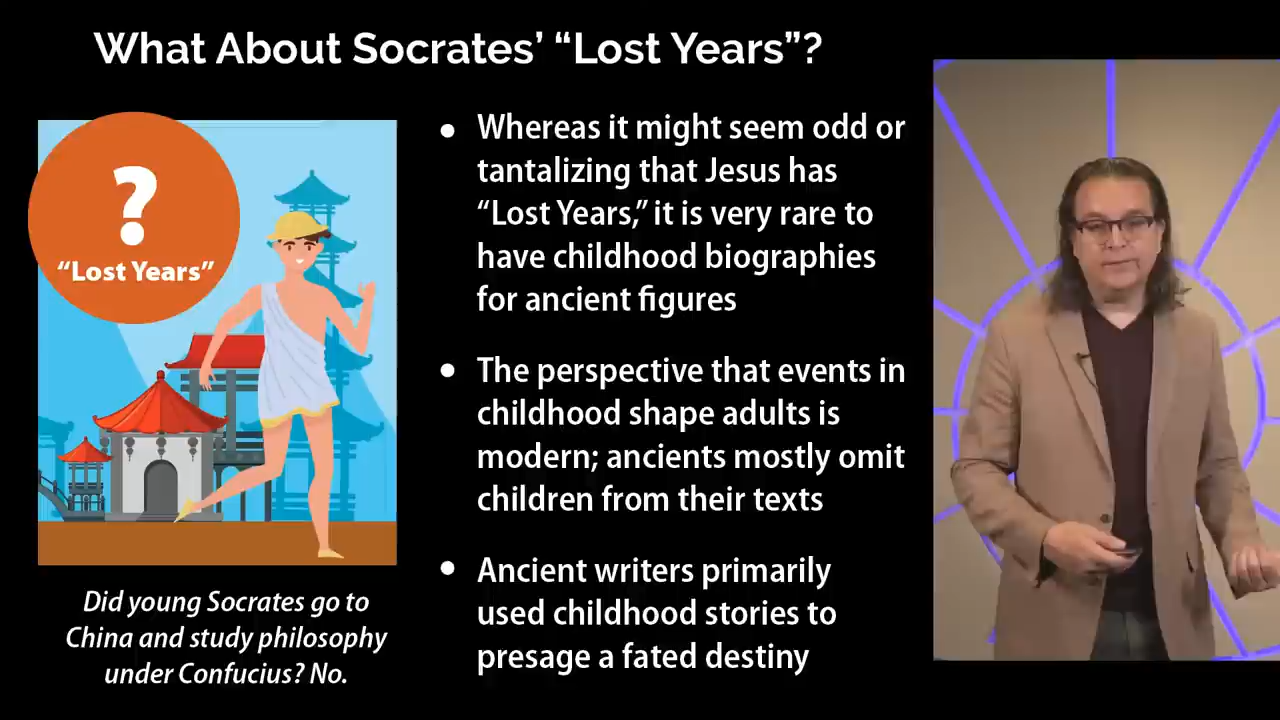 What About Socrates’ “Lost Years”?
?
“Lost Years”
Did young Socrates go to
China and study philosophy
under Confucius? No.
● Whereas it might seem odd or
tantalizing that Jesus has
“Lost Years,” it is very rare to
have childhood biographies
for ancient figures
● The perspective that events in
childhood shape adults is
modern; ancients mostly omit
children from their texts
● Ancient writers primarily
used childhood stories to
presage a fated destiny